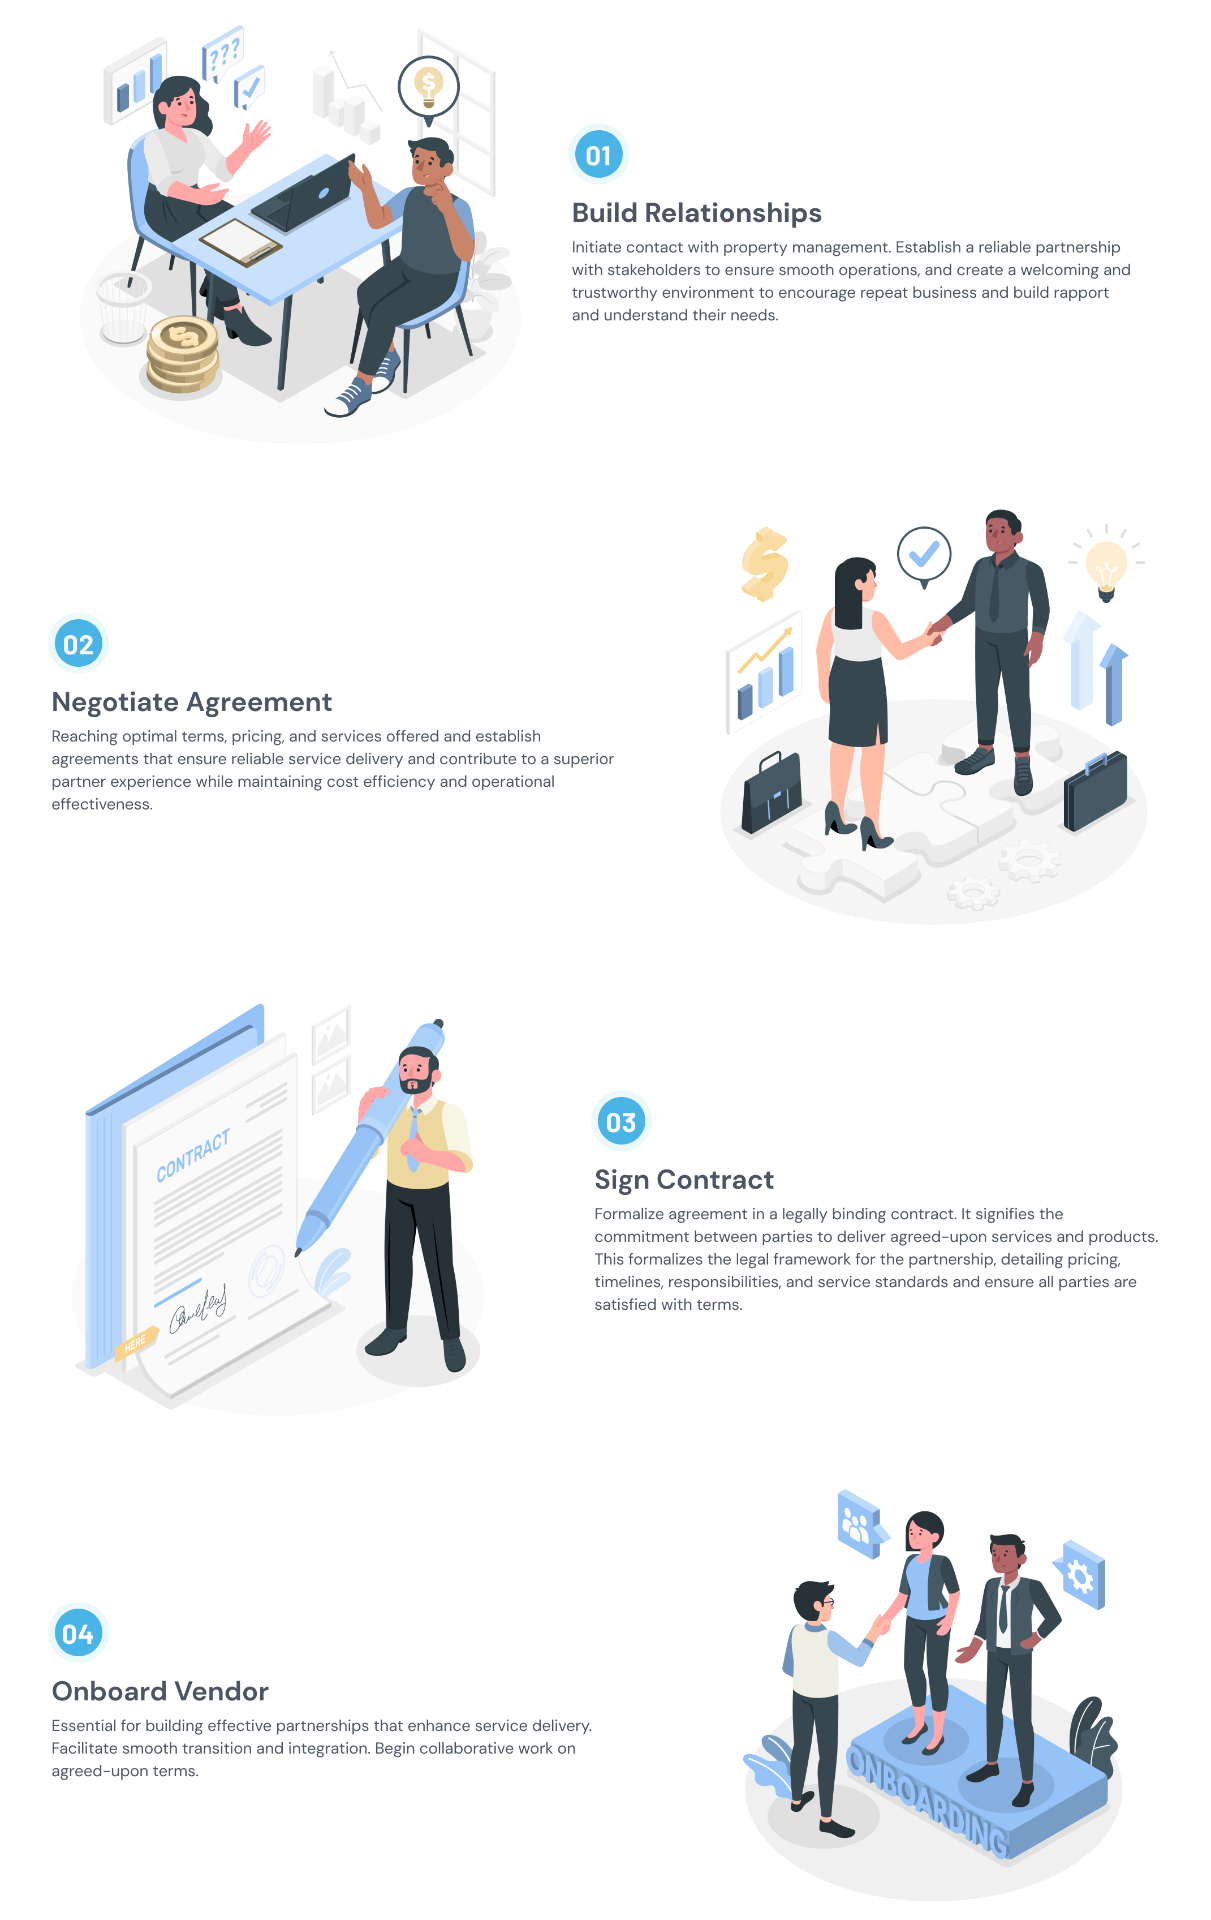 ???
$
01
Build Relationships
Initiate contact with property management. Establish a reliable partnership
with stakeholders to ensure smooth operations, and create a welcoming and
trustworthy environment to encourage repeat business and build rapport
and understand their needs.
$
$
02
Negotiate Agreement
Reaching optimal terms, pricing, and services offered and establish
agreements that ensure reliable service delivery and contribute to a superior
partner experience while maintaining cost efficiency and operational
effectiveness.
CONTRACT
HERE
03
Sign Contract
Formalize agreement in a legally binding contract. It signifies the
commitment between parties to deliver agreed-upon services and products.
This formalizes the legal framework for the partnership, detailing pricing,
timelines, responsibilities, and service standards and ensure all parties are
satisfied with terms.
04
Onboard Vendor
Essential for building effective partnerships that enhance service delivery.
Facilitate smooth transition and integration. Begin collaborative work on
agreed-upon terms.
ONBOARDING